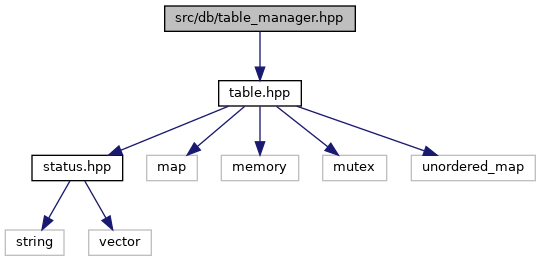 src/db/table_manager.hpp
table.hpp
status.hpp
map
memory
mutex
unordered_map
string
vector